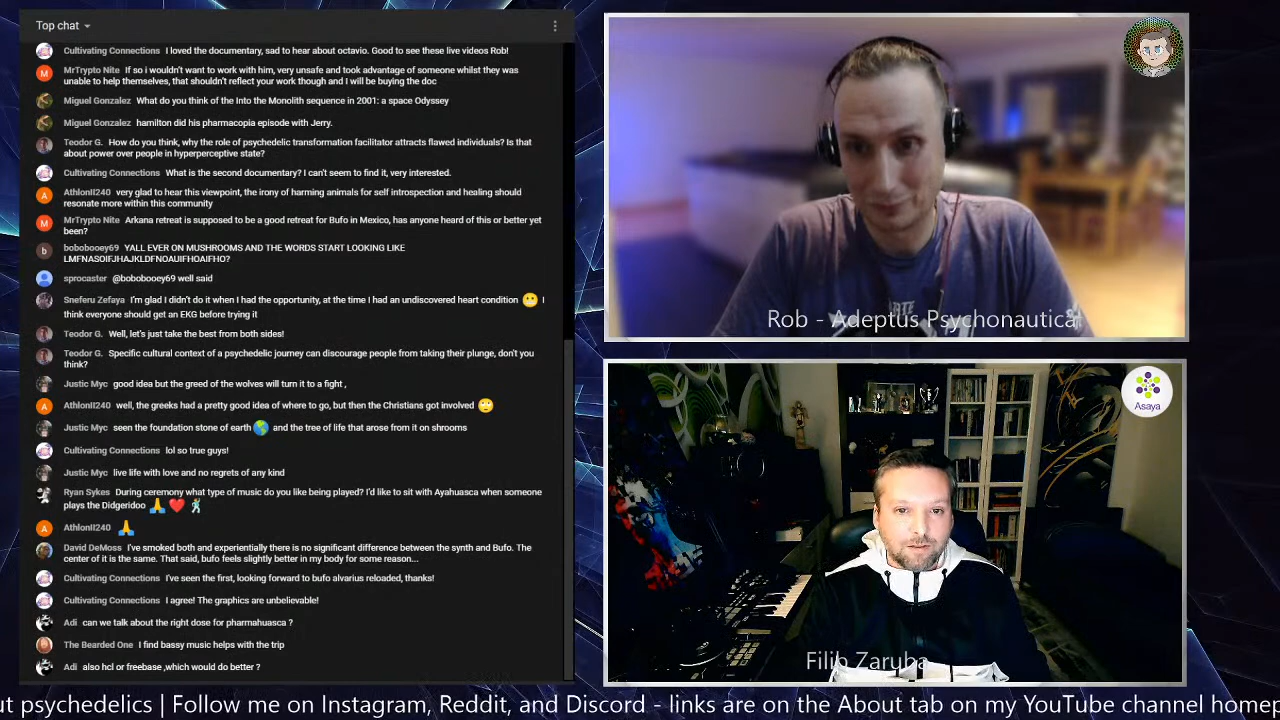 Top chat
Cultivating Connections I loved the documentary, sad to hear about octavio. Good to see these live videos Rob!
MrTrypto Nite If so i wouldn't want to work with him, very unsafe and took advantage of someone whilst they was
unable to help themselves, that shouldn't reflect your work though and I will be buying the doc
Miguel Gonzalez What do you think of the Into the Monolith sequence in 2001: a space Odyssey
Miguel Gonzalez hamilton did his pharmacopia episode with Jerry.
Teodor G. How do you think, why the role of psychedelic transformation facilitator attracts flawed individuals? Is that
about power over people in hyperperceptive state?
Cultivating Connections What is the second documentary? I can't seem to find it, very interested.
AthlonII240 very glad to hear this viewpoint, the irony of harming animals for self introspection and healing should
resonate more within this community
MrTrypto Nite Arkana retreat is supposed to be a good retreat for Bufo in Mexico, has anyone heard of this or better yet
been?
bobobooey69 YALL EVER ON MUSHROOMS AND THE WORDS START LOOKING LIKE
LMFNASOIFJHAJKLDFNOAUIFHOAIFHO?
sprocaster @bobobooey69 well said
Sneferu Zefaya I'm glad I didn't do it when I had the opportunity, at the time I had an undiscovered heart condition 😬 I
think everyone should get an EKG before trying it
Teodor G. Well, let's just take the best from both sides!
Teodor G. Specific cultural context of a psychedelic journey can discourage people from taking their plunge, don't you
think?
Justic Myc good idea but the greed of the wolves will turn it to a fight ,
AthlonII240 well, the greeks had a pretty good idea of where to go, but then the Christians got involved 🙄
Justic Myc seen the foundation stone of earth 🌎 and the tree of life that arose from it on shrooms
Cultivating Connections lol so true guys!
Justic Myc live life with love and no regrets of any kind
Ryan Sykes During ceremony what type of music do you like being played? I'd like to sit with Ayahuasca when someone
plays the Didgeridoo 🙏 ❤️ 🕺
AthlonII240 🙏
David DeMoss I've smoked both and experientially there is no significant difference between the synth and Bufo. The
center of it is the same. That said, bufo feels slightly better in my body for some reason...
Cultivating Connections I've seen the first, looking forward to bufo alvarius reloaded, thanks!
Cultivating Connections I agree! The graphics are unbelievable!
Adi can we talk about the right dose for pharmahuasca ?
The Bearded One I find bassy music helps with the trip
Adi also hcl or freebase ,which would do better ?
Rob - Adeptus Psychonautica
Asaya
Filip Zaruba
ut psychedelics | Follow me on Instagram, Reddit, and Discord - links are on the About tab on my YouTube channel homep